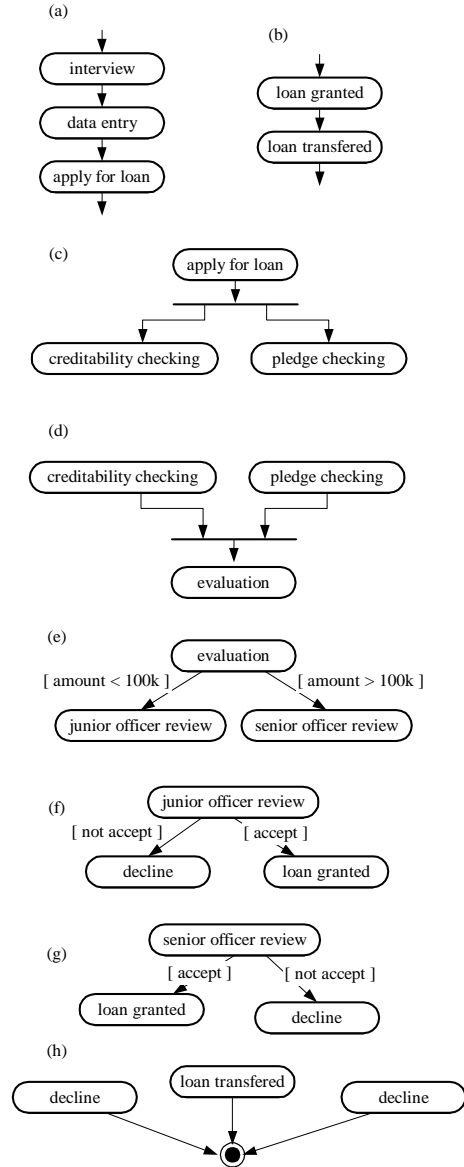 (a)
interview
data entry
apply for loan
(b)
loan granted
loan transfered
(c)
apply for loan
creditability checking
pledge checking
(d)
creditability checking
pledge checking
evaluation
(e)
evaluation
[ amount < 100k ]
[ amount > 100k ]
junior officer review
senior officer review
(f)
junior officer review
[ not accept ]
[ accept ]
decline
loan granted
(g)
senior officer review
[ accept ]
[ not accept ]
loan granted
decline
(h)
decline
loan transfered
decline